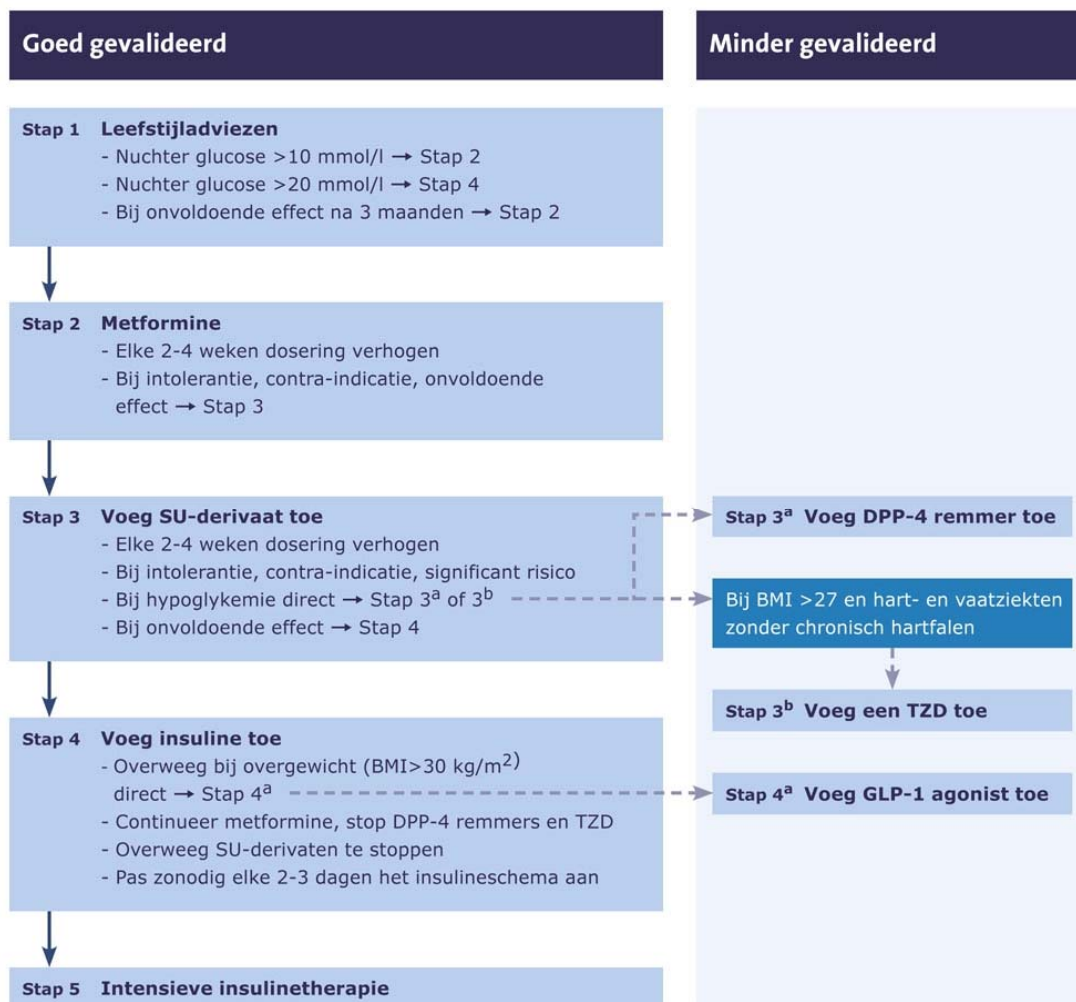 Goed gevalideerd
Minder gevalideerd
Stap 1 Leefstijladviezen
- Nuchter glucose >10 mmol/l → Stap 2
- Nuchter glucose >20 mmol/l → Stap 4
- Bij onvoldoende effect na 3 maanden → Stap 2
Stap 2 Metformine
- Elke 2-4 weken dosering verhogen
- Bij intolerantie, contra-indicatie, onvoldoende
effect → Stap 3
Stap 3 Voeg SU-derivaat toe
- Elke 2-4 weken dosering verhogen
- Bij intolerantie, contra-indicatie, significant risico
- Bij hypoglykemie direct → Stap 3ᵃ of 3ᵇ
- Bij onvoldoende effect → Stap 4
Stap 3ᵃ Voeg DPP-4 remmer toe
Bij BMI >27 en hart- en vaatziekten
zonder chronisch hartfalen
Stap 3ᵇ Voeg een TZD toe
Stap 4 Voeg insuline toe
- Overweeg bij overgewicht (BMI>30 kg/m²⁾
direct → Stap 4ᵃ
- Continueer metformine, stop DPP-4 remmers en TZD
- Overweeg SU-derivaten te stoppen
- Pas zonodig elke 2-3 dagen het insulineschema aan
Stap 4ᵃ Voeg GLP-1 agonist toe
Stap 5 Intensieve insulinetherapie